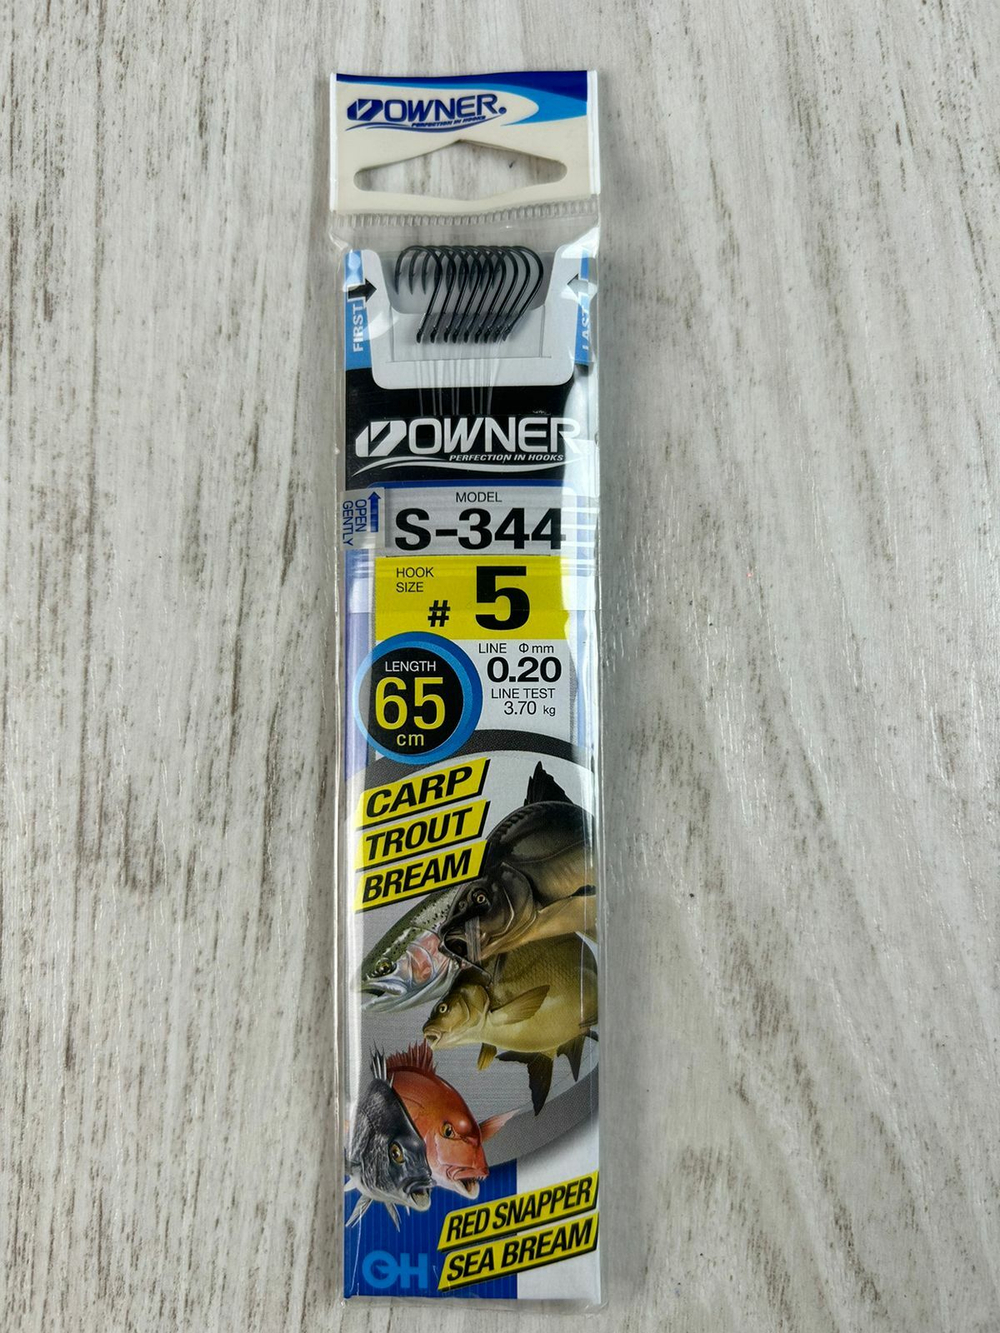 OWNER.
PERFECTION IN HOOKS
FIRST
LAST
OWNER
PERFECTION IN HOOKS
OPEN
GENTLY
MODEL
S-344
HOOK
SIZE
# 5
LENGTH
65
cm
LINE Φ mm
0.20
LINE TEST
3.70 kg
CARP
TROUT
BREAM
RED SNAPPER
SEA BREAM
OH